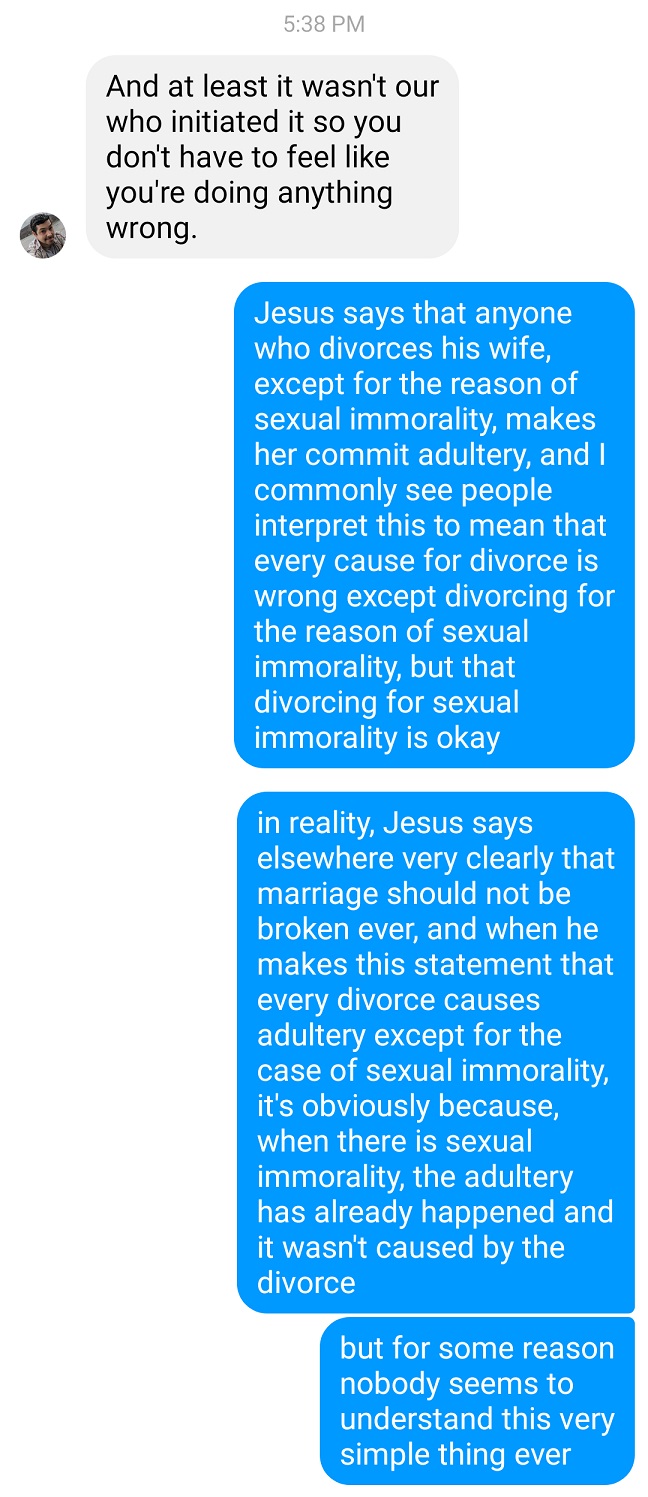 5:38 PM
And at least it wasn't our
who initiated it so you
don't have to feel like
you're doing anything
wrong.
Jesus says that anyone
who divorces his wife,
except for the reason of
sexual immorality, makes
her commit adultery, and I
commonly see people
interpret this to mean that
every cause for divorce is
wrong except divorcing for
the reason of sexual
immorality, but that
divorcing for sexual
immorality is okay
in reality, Jesus says
elsewhere very clearly that
marriage should not be
broken ever, and when he
makes this statement that
every divorce causes
adultery except for the
case of sexual immorality,
it's obviously because,
when there is sexual
immorality, the adultery
has already happened and
it wasn't caused by the
divorce
but for some reason
nobody seems to
understand this very
simple thing ever